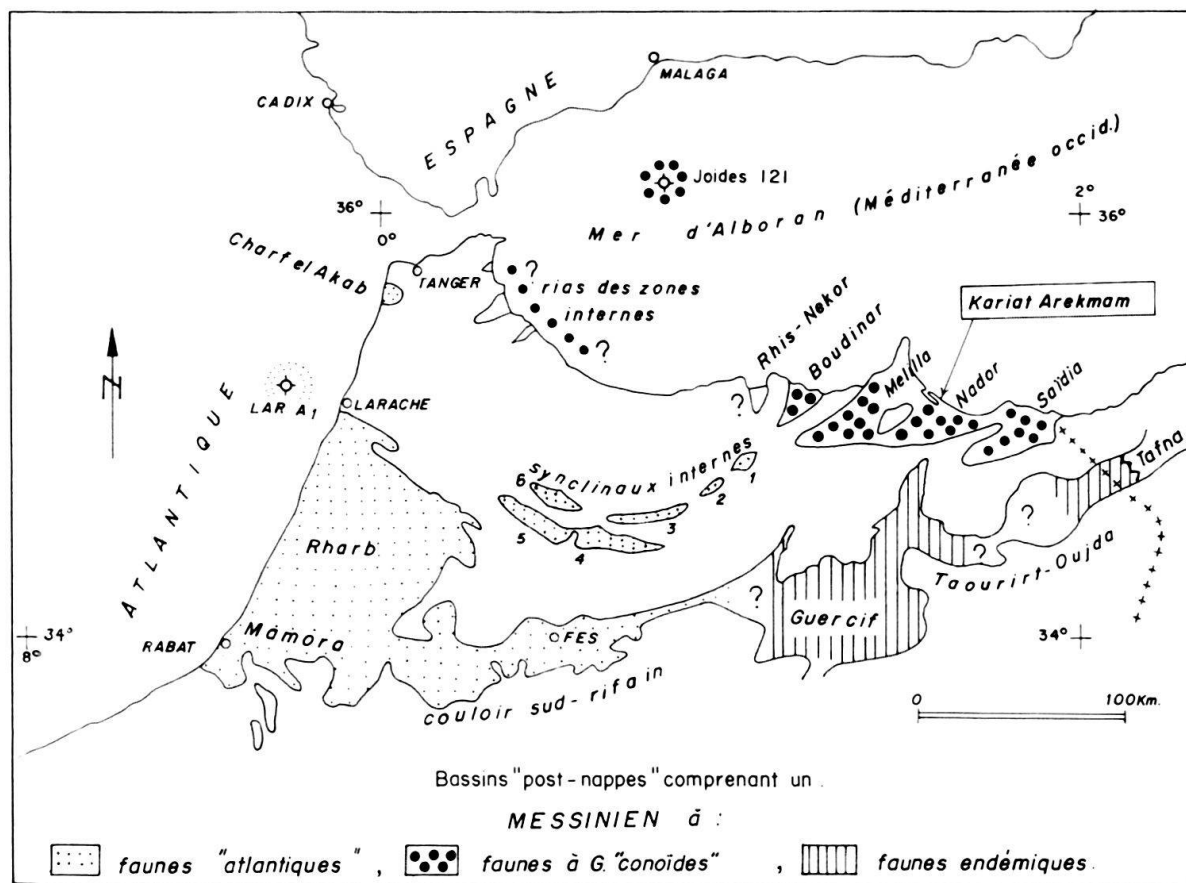 MALAGA
CADIX
ESPAGNE
Joides 121
Mer d'Alboran (Méditerranée occid.)
36°
0°
2°
36°
Charf el Akab
TANGER
?
rias des zones
internes
?
Kariat Arekmam
Rhis-Nekor
Boudinar
Melilla
Nador
Saïdia
?
N
LAR A1
LARACHE
ATLANTIQUE
synclinaux internes
1
2
3
4
5
6
Tafna
?
?
Taourirt-Oujda
Rharb
?
Guercif
34°
8°
RABAT
Mámora
FES
34°
couloir sud-rifain
0
100Km.
Bassins "post-nappes" comprenant un
MESSINIEN à :
faunes "atlantiques" , faunes à G. "conoïdes" , faunes endémiques.